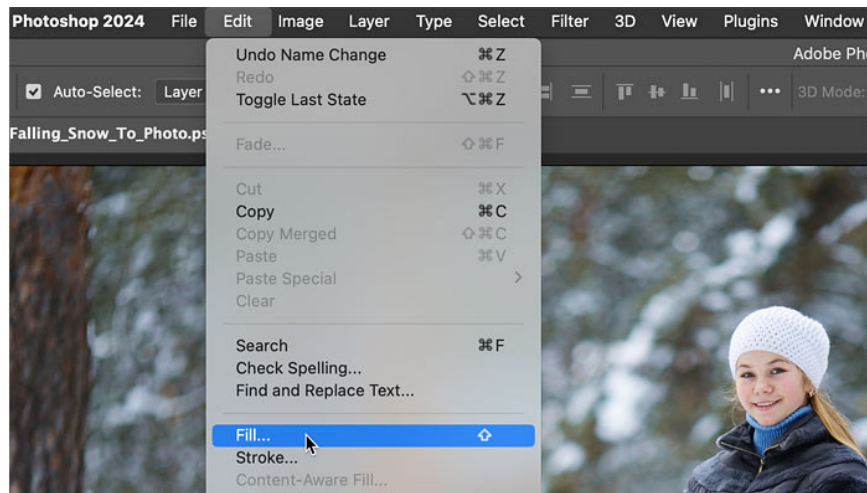 Photoshop 2024 File Edit Image Layer Type Select Filter 3D View Plugins Window
Adobe Pho
Auto-Select: Layer
3D Mode:
Falling_Snow_To_Photo.ps
Undo Name Change ⌘Z
Redo ⇧⌘Z
Toggle Last State ⌥⌘Z
Fade... ⇧⌘F
Cut ⌘X
Copy ⌘C
Copy Merged ⇧⌘C
Paste ⌘V
Paste Special >
Clear
Search ⌘F
Check Spelling...
Find and Replace Text...
Fill... ⇧
Stroke...
Content-Aware Fill...